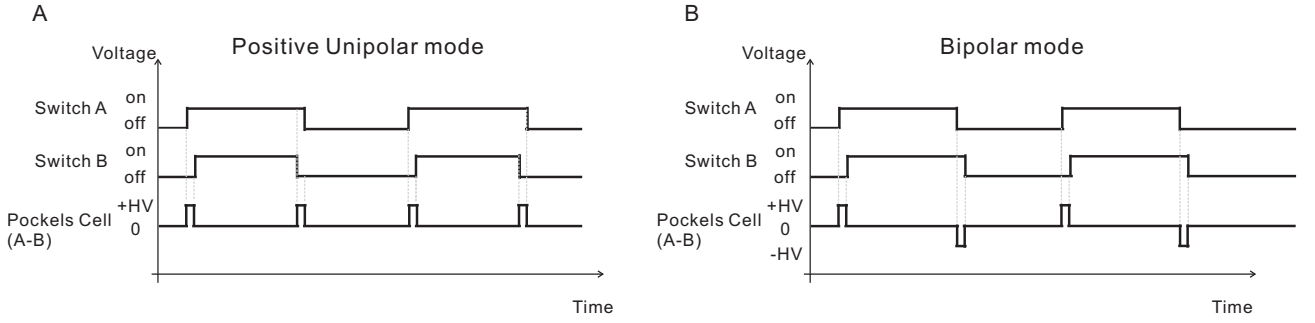 A
Positive Unipolar mode
Voltage
Switch A
on
off
Switch B
on
off
Pockels Cell
(A-B)
+HV
0
Time
B
Bipolar mode
Voltage
Switch A
on
off
Switch B
on
off
Pockels Cell
(A-B)
+HV
0
-HV
Time